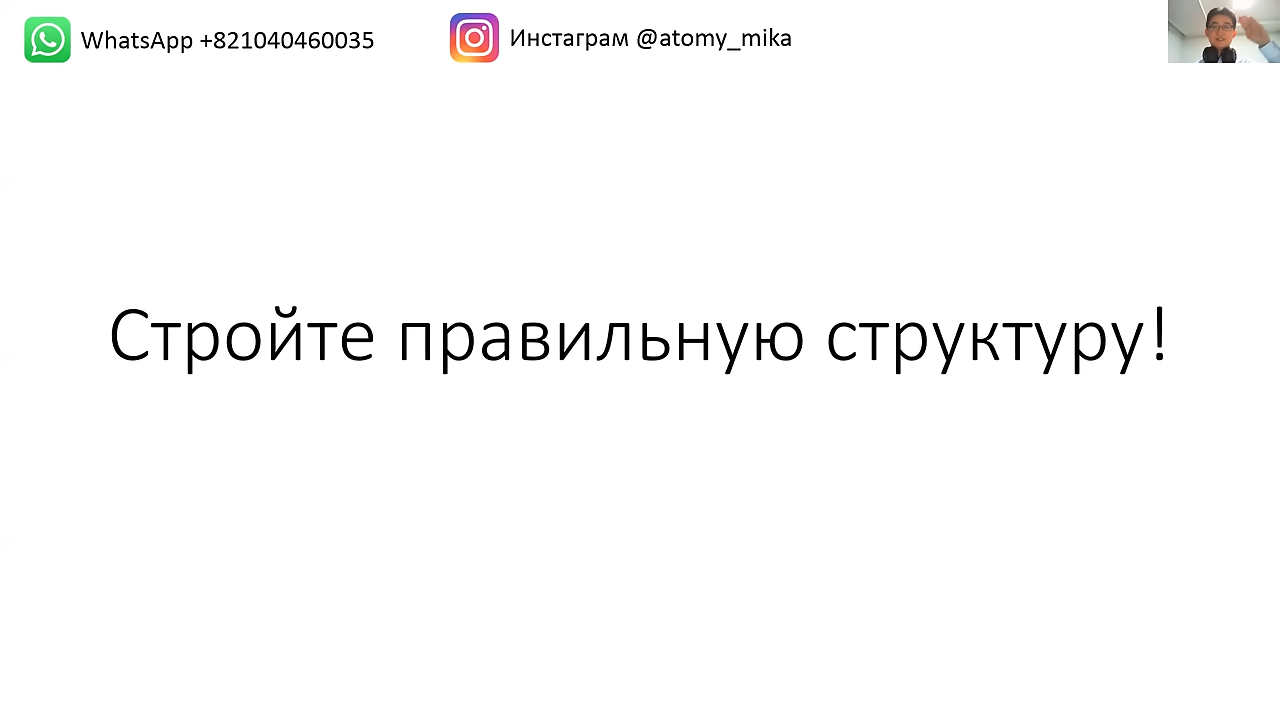 WhatsApp +821040460035
Инстаграм @atomy_mika
Стройте правильную структуру!